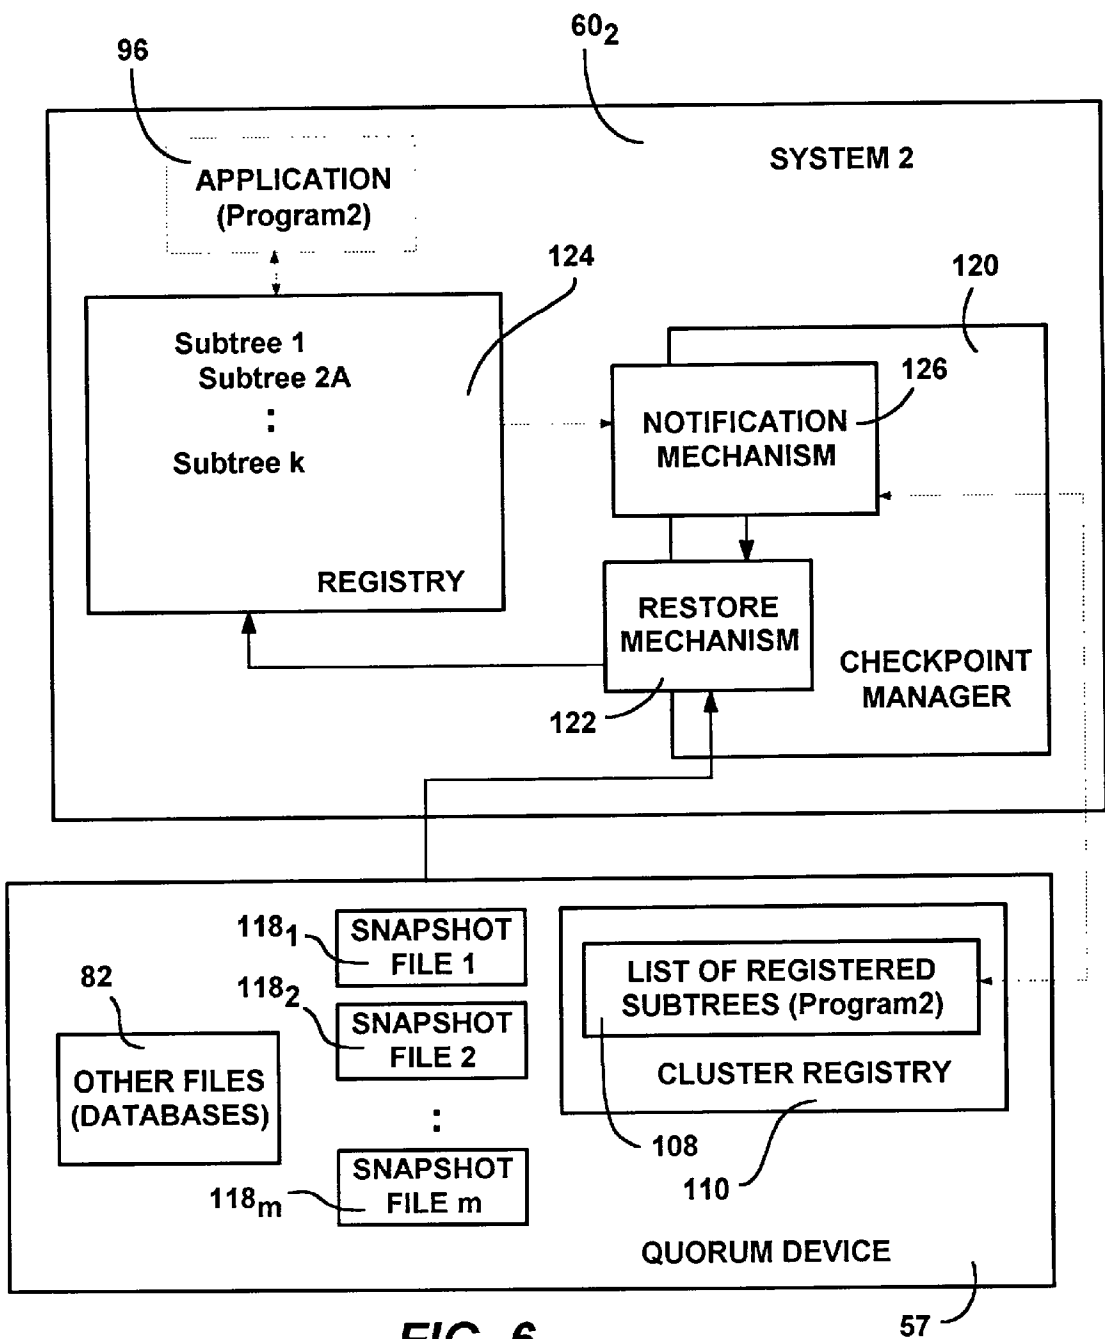 96
60₂
SYSTEM 2
APPLICATION
(Program2)
124
120
Subtree 1
Subtree 2A
:
Subtree k
REGISTRY
126
NOTIFICATION
MECHANISM
RESTORE
MECHANISM
122
CHECKPOINT
MANAGER
118₁
SNAPSHOT
FILE 1
118₂
SNAPSHOT
FILE 2
:
118ₘ
SNAPSHOT
FILE m
82
OTHER FILES
(DATABASES)
LIST OF REGISTERED
SUBTREES (Program2)
CLUSTER REGISTRY
108
110
QUORUM DEVICE
57
FIG. 6